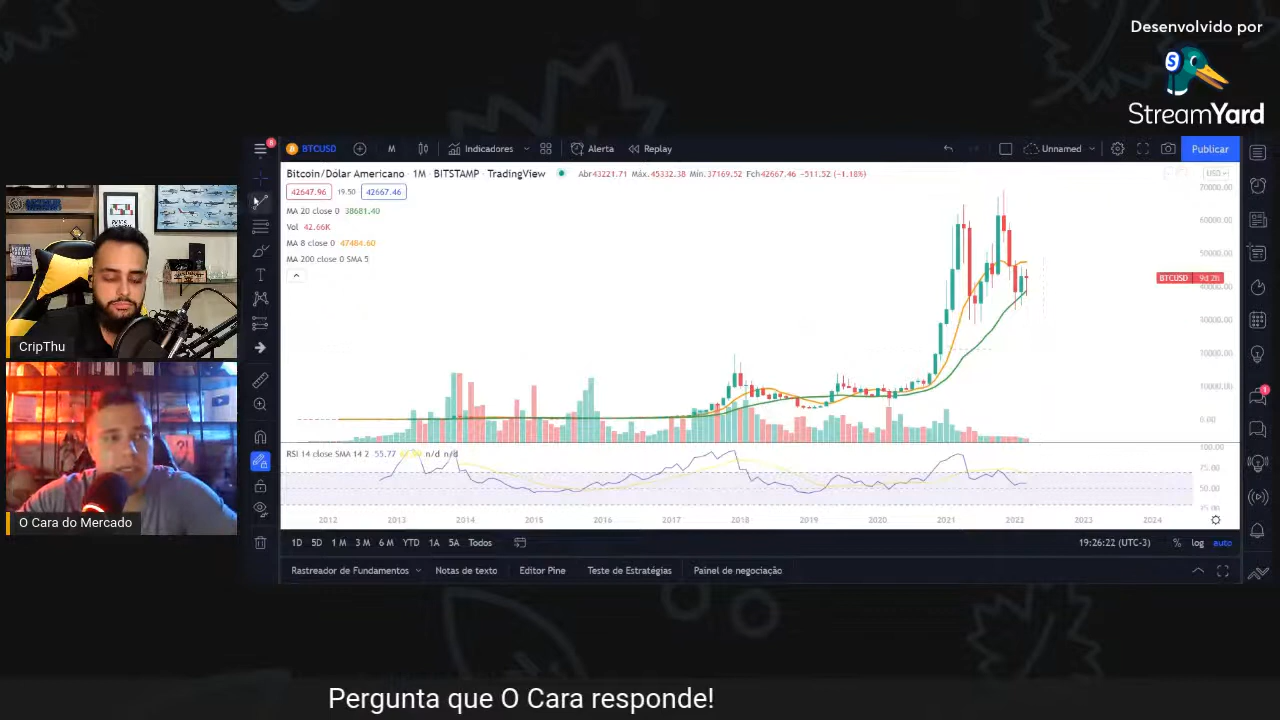 Desenvolvido por
StreamYard
8
BTCUSD
M
Indicadores
Alerta
Replay
Unnamed
Publicar
Bitcoin/Dólar Americano · 1M · BITSTAMP · TradingView
Abr43221.71 Máx.45332.38 Mín.37169.52 Fch42667.46 −511.52 (−1.18%)
USD
42647.96 19.50 42667.46
MA 20 close 0 38681.40
Vol 42.66K
MA 8 close 0 47484.60
MA 200 close 0 SMA 5
70000.00
60000.00
50000.00
BTCUSD 9d 2h
40000.00
30000.00
10000.00
10000.00
0.00
RSI 14 close SMA 14 2 55.77 n/d n/d
100.00
75.00
50.00
25.00
2012 2013 2014 2015 2016 2017 2018 2019 2020 2021 2022 2023 2024
1D 5D 1M 3M 6M YTD 1A 5A Todos
19:26:22 (UTC-3) % log auto
Rastreador de Fundamentos Notas de texto Editor Pine Teste de Estratégias Painel de negociação
1
CripThu
O Cara do Mercado
Pergunta que O Cara responde!